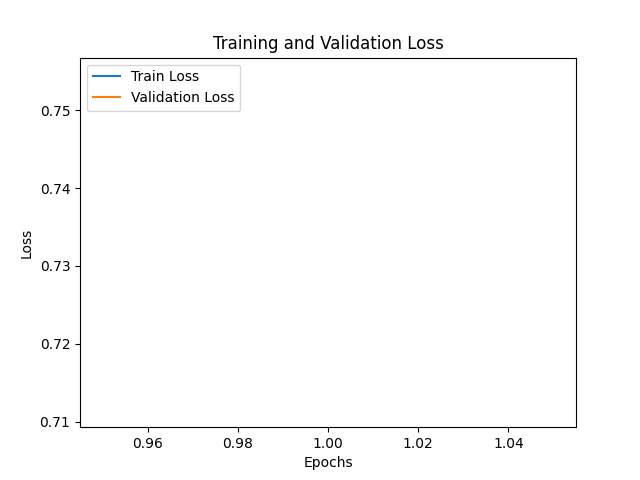 Training and Validation Loss
Train Loss
Validation Loss
0.75
0.74
0.73
0.72
0.71
Loss
0.96
0.98
1.00
1.02
1.04
Epochs